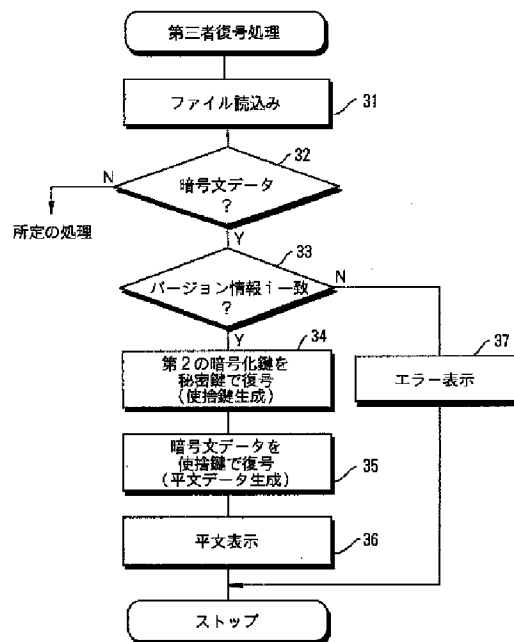 第三者復号処理
ファイル読込み
31
32
N
暗号文データ
?
所定の処理
Y
33
バージョン情報i一致
?
N
Y
34
第2の暗号化鍵を
秘密鍵で復号
(使捨鍵生成)
37
エラー表示
暗号文データを
使捨鍵で復号
(平文データ生成)
35
平文表示
36
ストップ